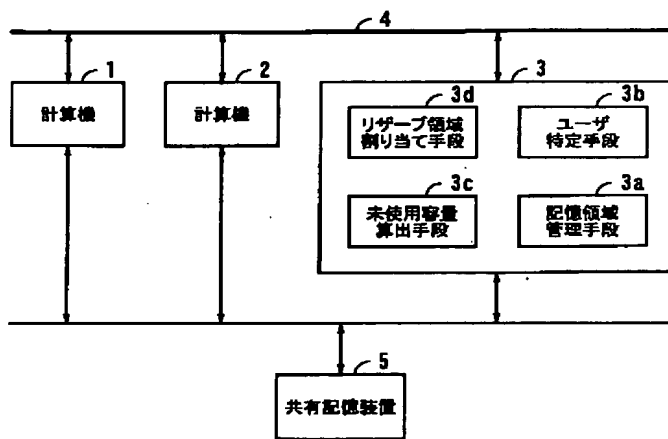 4
1
2
3
計算機
計算機
3d
3b
リザーブ領域
割り当て手段
ユーザ
特定手段
3c
3a
未使用容量
算出手段
記憶領域
管理手段
5
共有記憶装置